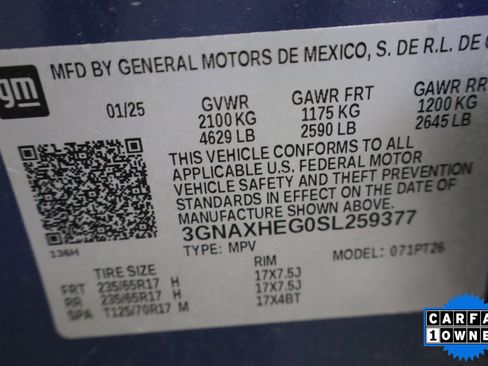 gm
MFD BY GENERAL MOTORS DE MEXICO, S. DE R.L. DE
01/25 GVWR GAWR FRT GAWR RR
2100 KG 1175 KG 1200 KG
4629 LB 2590 LB 2645 LB
THIS VEHICLE CONFORMS TO ALL
APPLICABLE U.S. FEDERAL MOTOR
VEHICLE SAFETY AND THEFT PREVENTION
STANDARDS IN EFFECT ON THE DATE OF
MANUFACTURE SHOWN ABOVE.
3GNAXHEG0SL259377
136H TYPE: MPV MODEL: 071PT26
TIRE SIZE RIM
FRT 235/65R17 H 17X7.5J
RR 235/65R17 H 17X7.5J
SPA T125/70R17 M 17X4BT
CARFA
1 OWNE